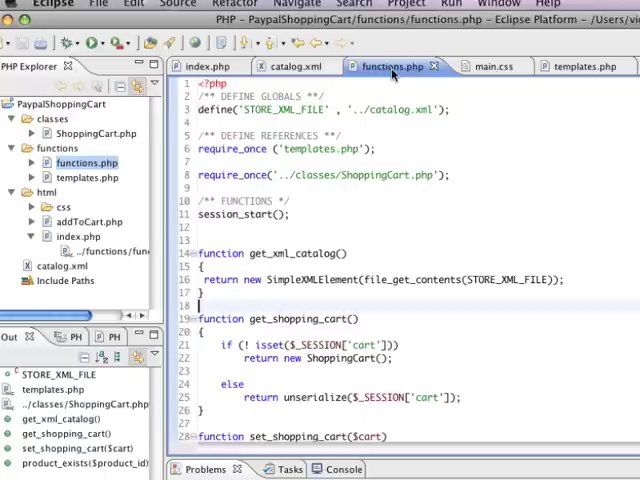 Eclipse File Edit Source Refactor Navigate Search Project Run Window Help
PHP - PaypalShoppingCart/functions/functions.php - Eclipse Platform - /Users/vi
PHP Explorer
index.php
catalog.xml
functions.php
main.css
templates.php
PaypalShoppingCart
classes
ShoppingCart.php
functions
functions.php
templates.php
html
css
addToCart.php
index.php
../functions/fun
catalog.xml
Include Paths
1 <?php
2 /** DEFINE GLOBALS **/
3 define('STORE_XML_FILE' , '../catalog.xml');
4
5 /** DEFINE REFERENCES **/
6 require_once ('templates.php');
7
8 require_once('../classes/ShoppingCart.php');
9
10 /** FUNCTIONS */
11 session_start();
12
13
14 function get_xml_catalog()
15 {
16 return new SimpleXMLElement(file_get_contents(STORE_XML_FILE));
17 }
18
19 function get_shopping_cart()
20 {
21 if (! isset($_SESSION['cart']))
22 return new ShoppingCart();
23
24 else
25 return unserialize($_SESSION['cart']);
26 }
27
28 function set_shopping_cart($cart)
Out
PH
PH
STORE_XML_FILE
templates.php
../classes/ShoppingCart.php
get_xml_catalog()
get_shopping_cart()
set_shopping_cart($cart)
product_exists($product_id)
Problems
Tasks
Console